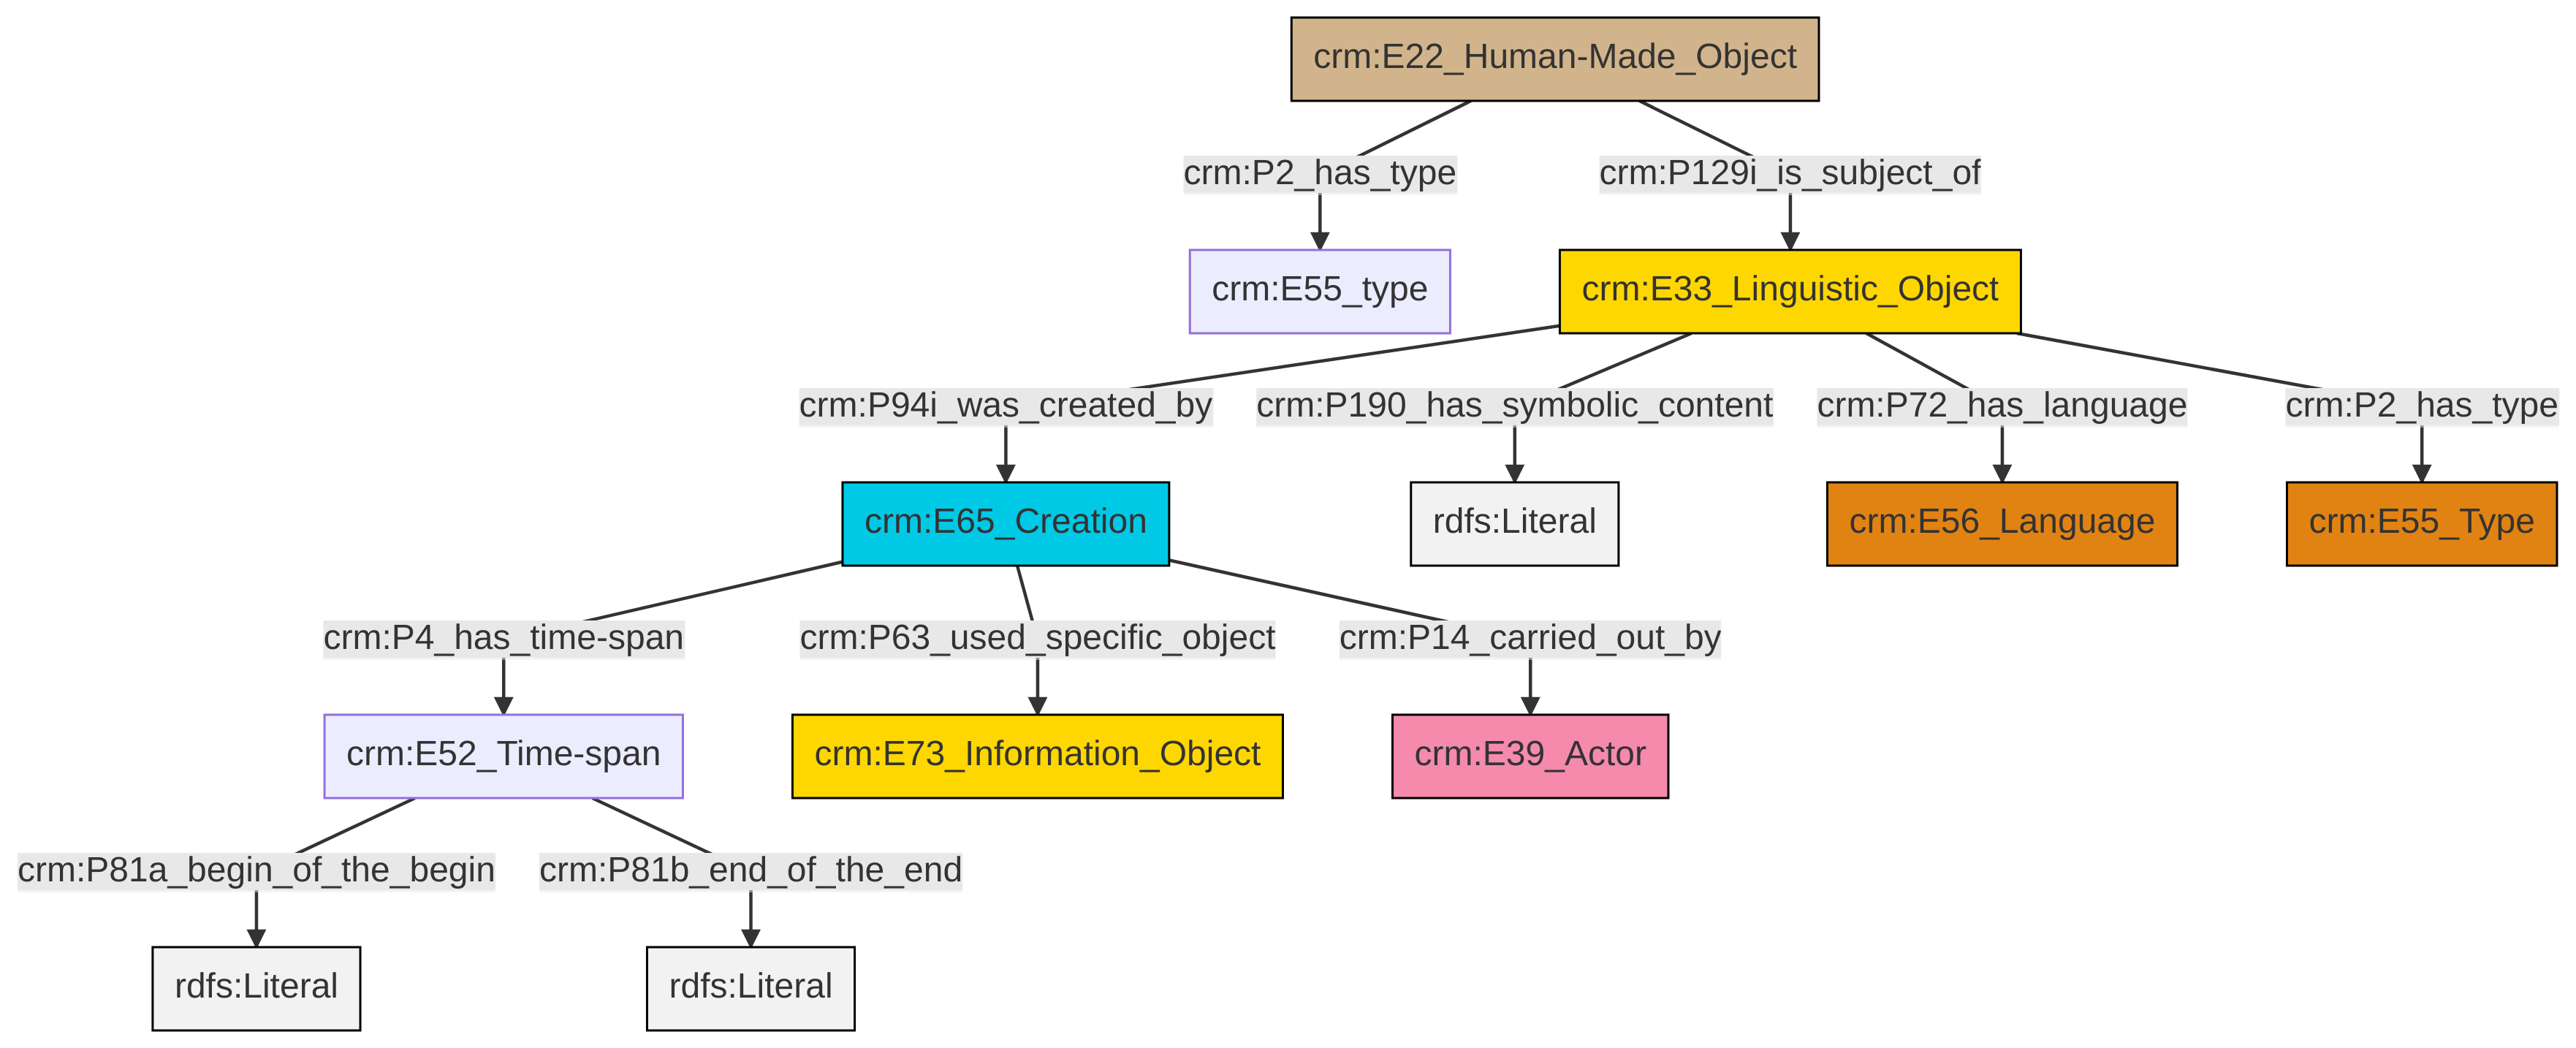 crm:E22_Human-Made_Object
crm:P2_has_type
crm:P129i_is_subject_of
crm:E55_type
crm:E33_Linguistic_Object
crm:P94i_was_created_by
crm:P190_has_symbolic_content
crm:P72_has_language
crm:P2_has_type
crm:E65_Creation
rdfs:Literal
crm:E56_Language
crm:E55_Type
crm:P4_has_time-span
crm:P63_used_specific_object
crm:P14_carried_out_by
crm:E52_Time-span
crm:E73_Information_Object
crm:E39_Actor
crm:P81a_begin_of_the_begin
crm:P81b_end_of_the_end
rdfs:Literal
rdfs:Literal